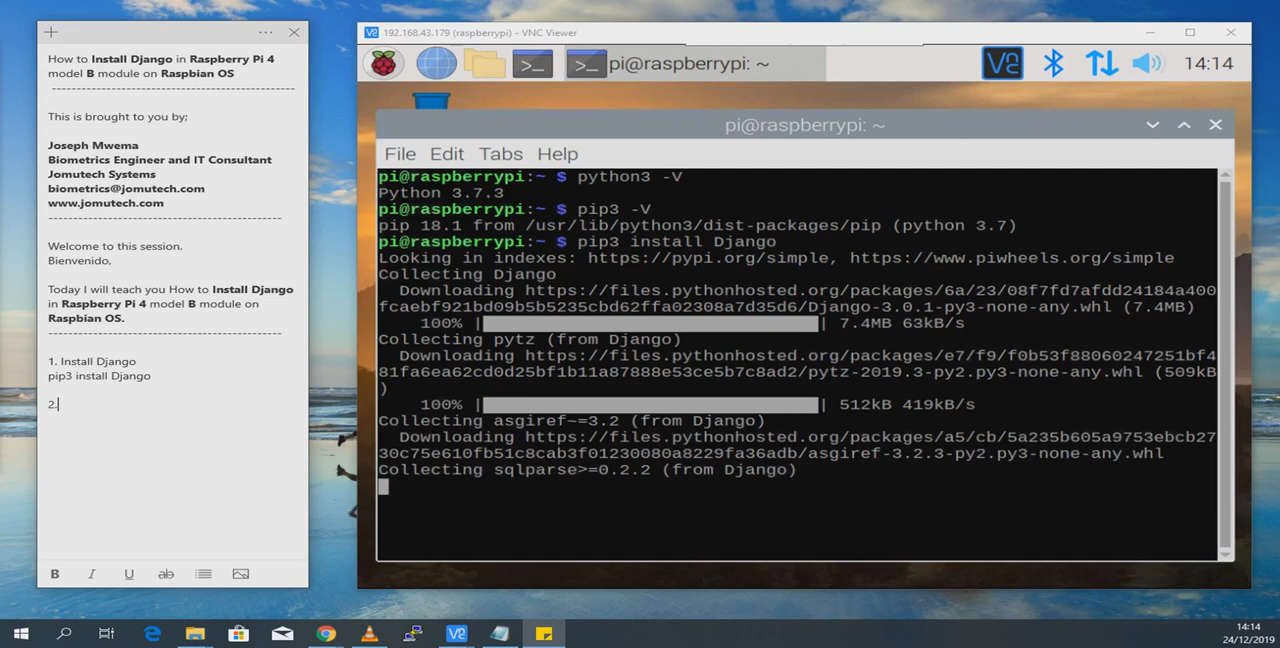 How to Install Django in Raspberry Pi 4
model B module on Raspbian OS
-------------------------------------------
This is brought to you by;
Joseph Mwema
Biometrics Engineer and IT Consultant
Jomutech Systems
biometrics@jomutech.com
www.jomutech.com
-----------------------------------------
Welcome to this session.
Bienvenido,
Today I will teach you How to Install Django
in Raspberry Pi 4 model B module on
Raspbian OS.
-----------------------------------------
1. Install Django
pip3 install Django
2.
B I U ab
192.168.43.179 (raspberrypi) - VNC Viewer
pi@raspberrypi: ~
14:14
pi@raspberrypi: ~
File Edit Tabs Help
pi@raspberrypi:~ $ python3 -V
Python 3.7.3
pi@raspberrypi:~ $ pip3 -V
pip 18.1 from /usr/lib/python3/dist-packages/pip (python 3.7)
pi@raspberrypi:~ $ pip3 install Django
Looking in indexes: https://pypi.org/simple, https://www.piwheels.org/simple
Collecting Django
Downloading https://files.pythonhosted.org/packages/6a/23/08f7fd7afdd24184a400
fcaebf921bd09b5b5235cbd62ffa02308a7d35d6/Django-3.0.1-py3-none-any.whl (7.4MB)
100% || 7.4MB 63kB/s
Collecting pytz (from Django)
Downloading https://files.pythonhosted.org/packages/e7/f9/f0b53f88060247251bf4
81fa6ea62cd0d25bf1b11a87888e53ce5b7c8ad2/pytz-2019.3-py2.py3-none-any.whl (509kB
)
100% || 512kB 419kB/s
Collecting asgiref~=3.2 (from Django)
Downloading https://files.pythonhosted.org/packages/a5/cb/5a235b605a9753ebcb27
30c75e610fb51c8cab3f01230080a8229fa36adb/asgiref-3.2.3-py2.py3-none-any.whl
Collecting sqlparse>=0.2.2 (from Django)
14:14
24/12/2019